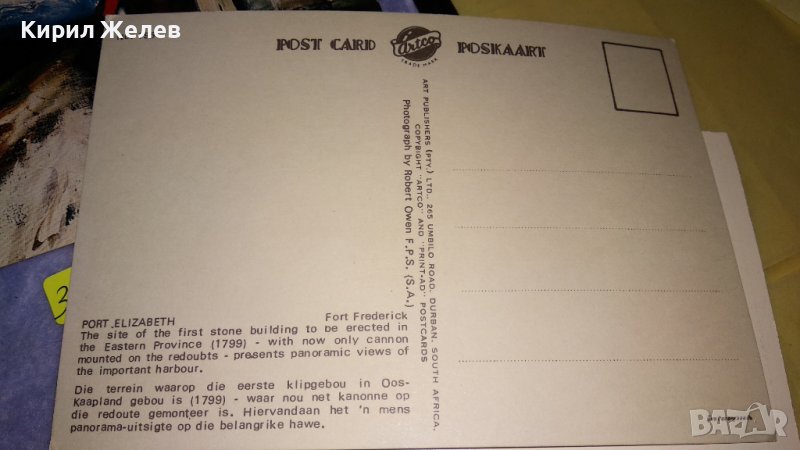 Кирил Желев
POST CARD
Artco
TRADE MARK
POSKAART
ART PUBLISHERS (PTY.) LTD., 265 UMBILO ROAD, DURBAN, SOUTH AFRICA.
COPYRIGHT "ARTCO" AND "PRINT-AD" POSTCARDS
Photograph by Robert Owen F.P.S. (S.A.)
3
PORT ELIZABETH Fort Frederick
The site of the first stone building to be erected in
the Eastern Province (1799) - with now only cannon
mounted on the redoubts - presents panoramic views of
the important harbour.
Die terrein waarop die eerste klipgebou in Oos-
Kaapland gebou is (1799) - waar nou net kanonne op
die redoute gemonteer is. Hiervandaan het 'n mens
panorama-uitsigte op die belangrike hawe.
BAZAR